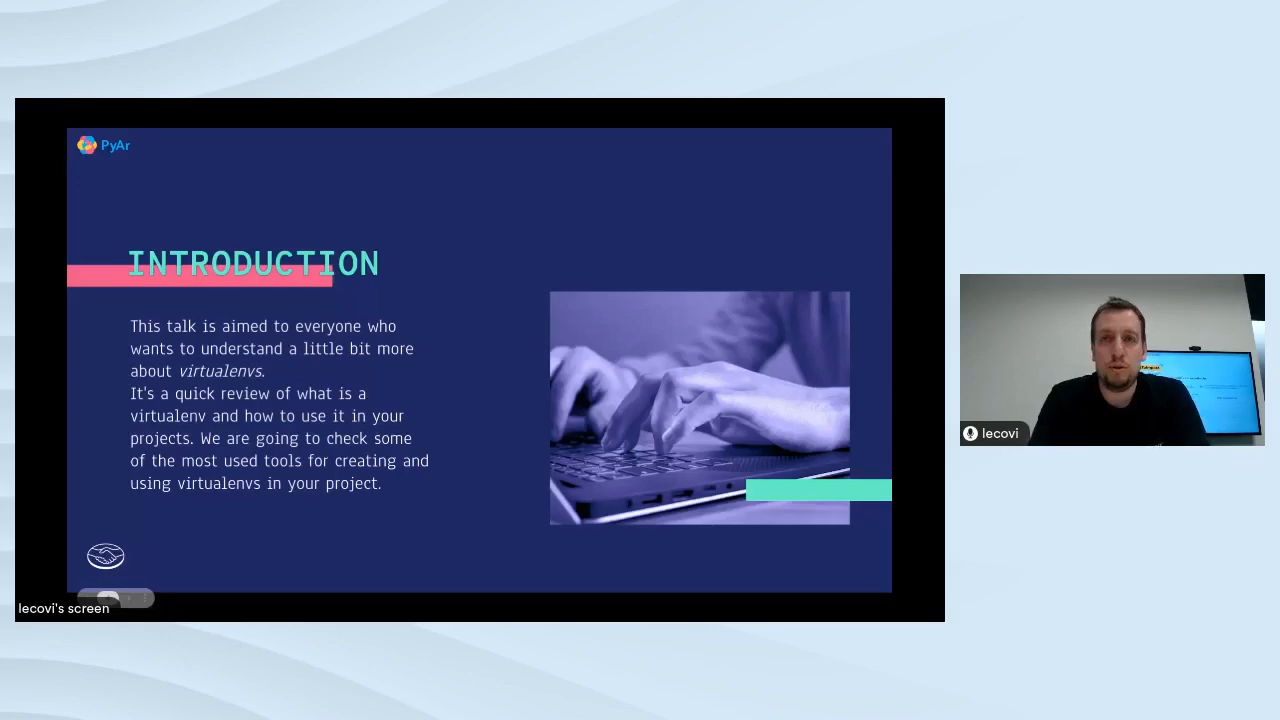 PyAr
INTRODUCTION
This talk is aimed to everyone who
wants to understand a little bit more
about virtualenvs.
It's a quick review of what is a
virtualenv and how to use it in your
projects. We are going to check some
of the most used tools for creating and
using virtualenvs in your project.
lecovi's screen
lecovi